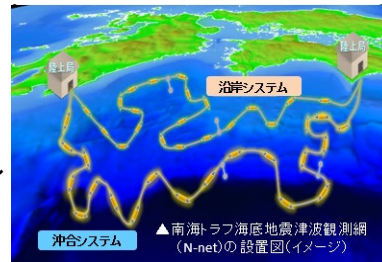 陸上局
陸上局
沿岸システム
沖合システム
▲南海トラフ海底地震津波観測網
(N-net)の設置図(イメージ)